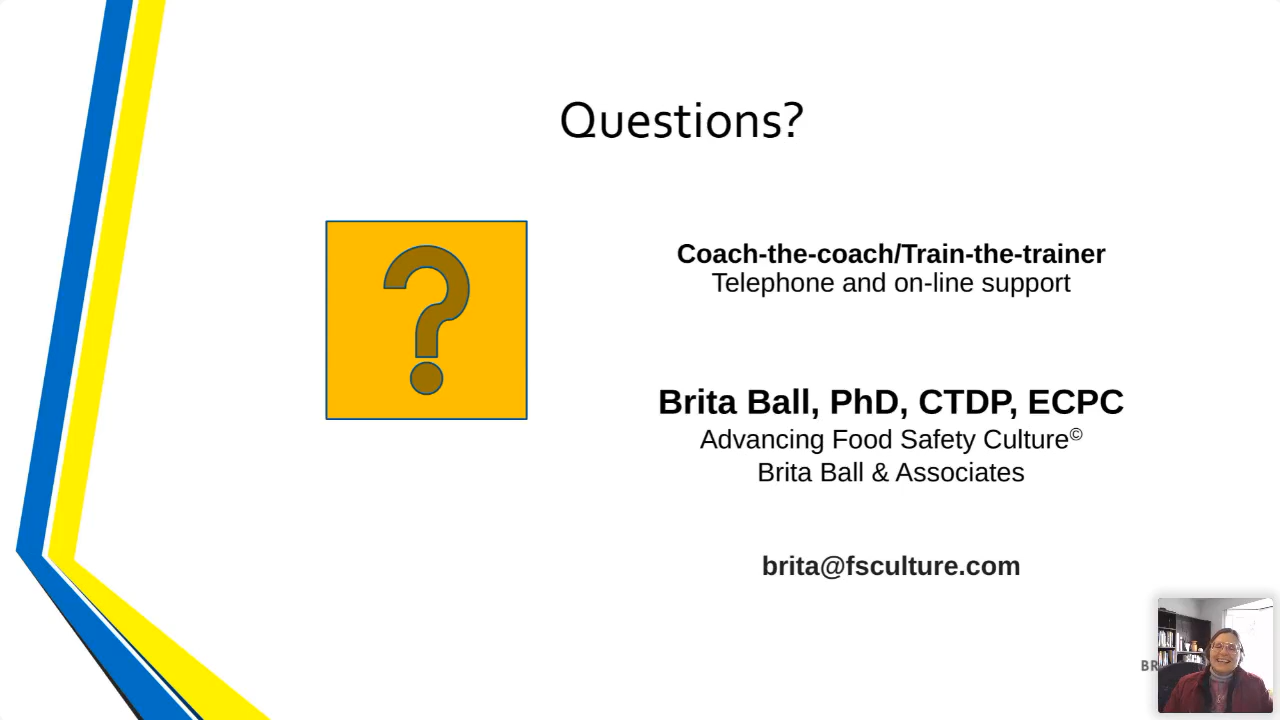 Questions?
?
Coach-the-coach/Train-the-trainer
Telephone and on-line support
Brita Ball, PhD, CTDP, ECPC
Advancing Food Safety Culture©
Brita Ball & Associates
brita@fsculture.com
BR